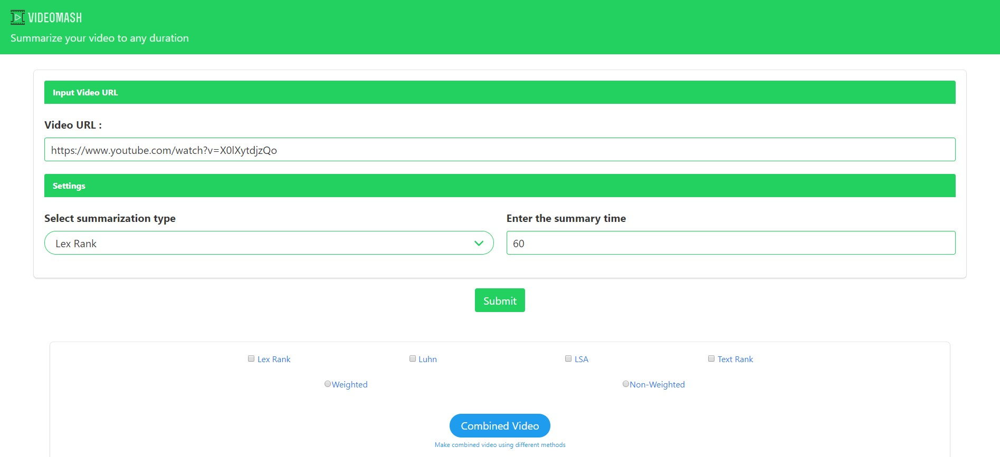 VIDEOMASH
Summarize your video to any duration
Input Video URL
Video URL :
https://www.youtube.com/watch?v=X0lXytdjzQo
Settings
Select summarization type
Enter the summary time
Lex Rank
60
Submit
Lex Rank
Luhn
LSA
Text Rank
Weighted
Non-Weighted
Combined Video
Make combined video using different methods